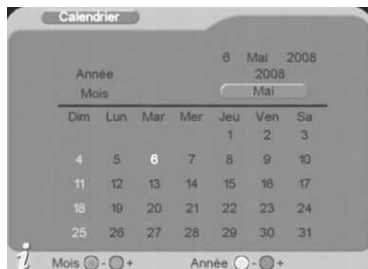 Calendrier
6 Mai 2008
Année 2008
Mois Mai
Dim Lun Mar Mer Jeu Ven Sa
1 2 3
4 5 6 7 8 9 10
11 12 13 14 15 16 17
18 19 20 21 22 23 24
25 26 27 28 29 30 31
i Mois - + Année - +